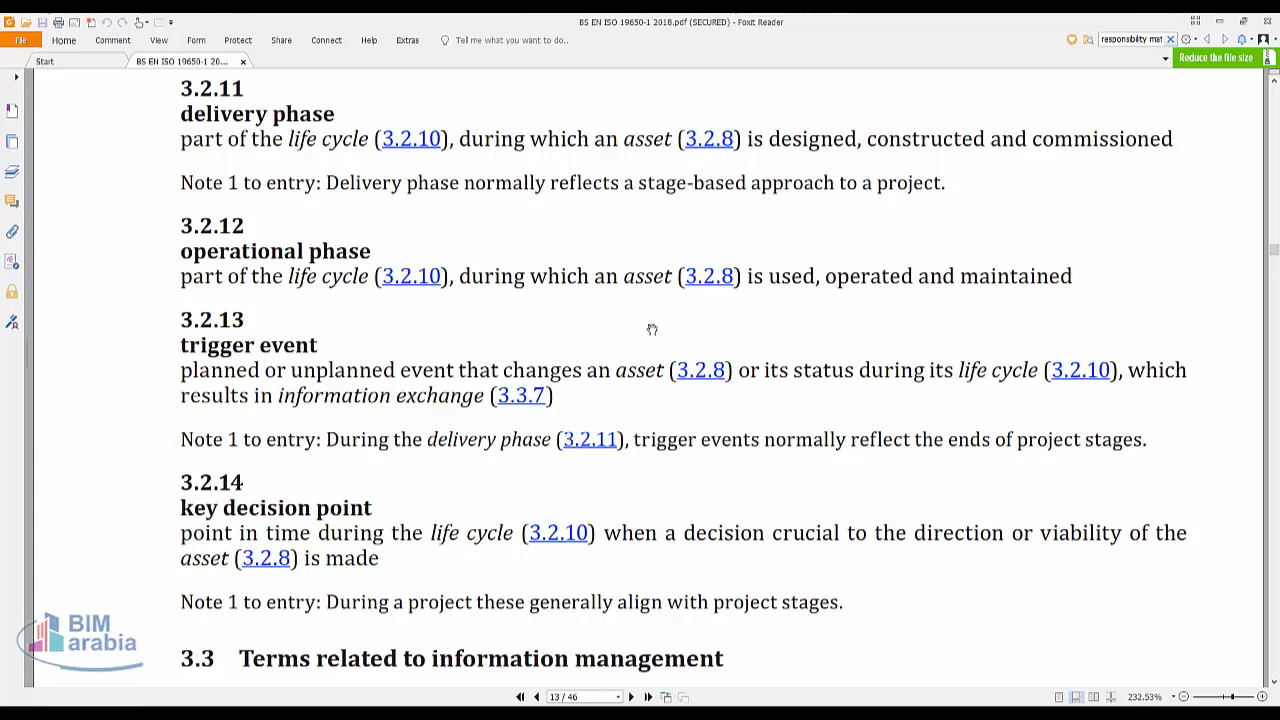 BS EN ISO 19650-1 2018.pdf (SECURED) - Foxit Reader
File Home Comment View Form Protect Share Connect Help Extras Tell me what you want to do.. responsibility mat
Start BS EN ISO 19650-1 20... Reduce the file size
3.2.11
delivery phase
part of the life cycle (3.2.10), during which an asset (3.2.8) is designed, constructed and commissioned
Note 1 to entry: Delivery phase normally reflects a stage-based approach to a project.
3.2.12
operational phase
part of the life cycle (3.2.10), during which an asset (3.2.8) is used, operated and maintained
3.2.13
trigger event
planned or unplanned event that changes an asset (3.2.8) or its status during its life cycle (3.2.10), which
results in information exchange (3.3.7)
Note 1 to entry: During the delivery phase (3.2.11), trigger events normally reflect the ends of project stages.
3.2.14
key decision point
point in time during the life cycle (3.2.10) when a decision crucial to the direction or viability of the
asset (3.2.8) is made
Note 1 to entry: During a project these generally align with project stages.
BIM
arabia
3.3 Terms related to information management
13 / 46 232.53%